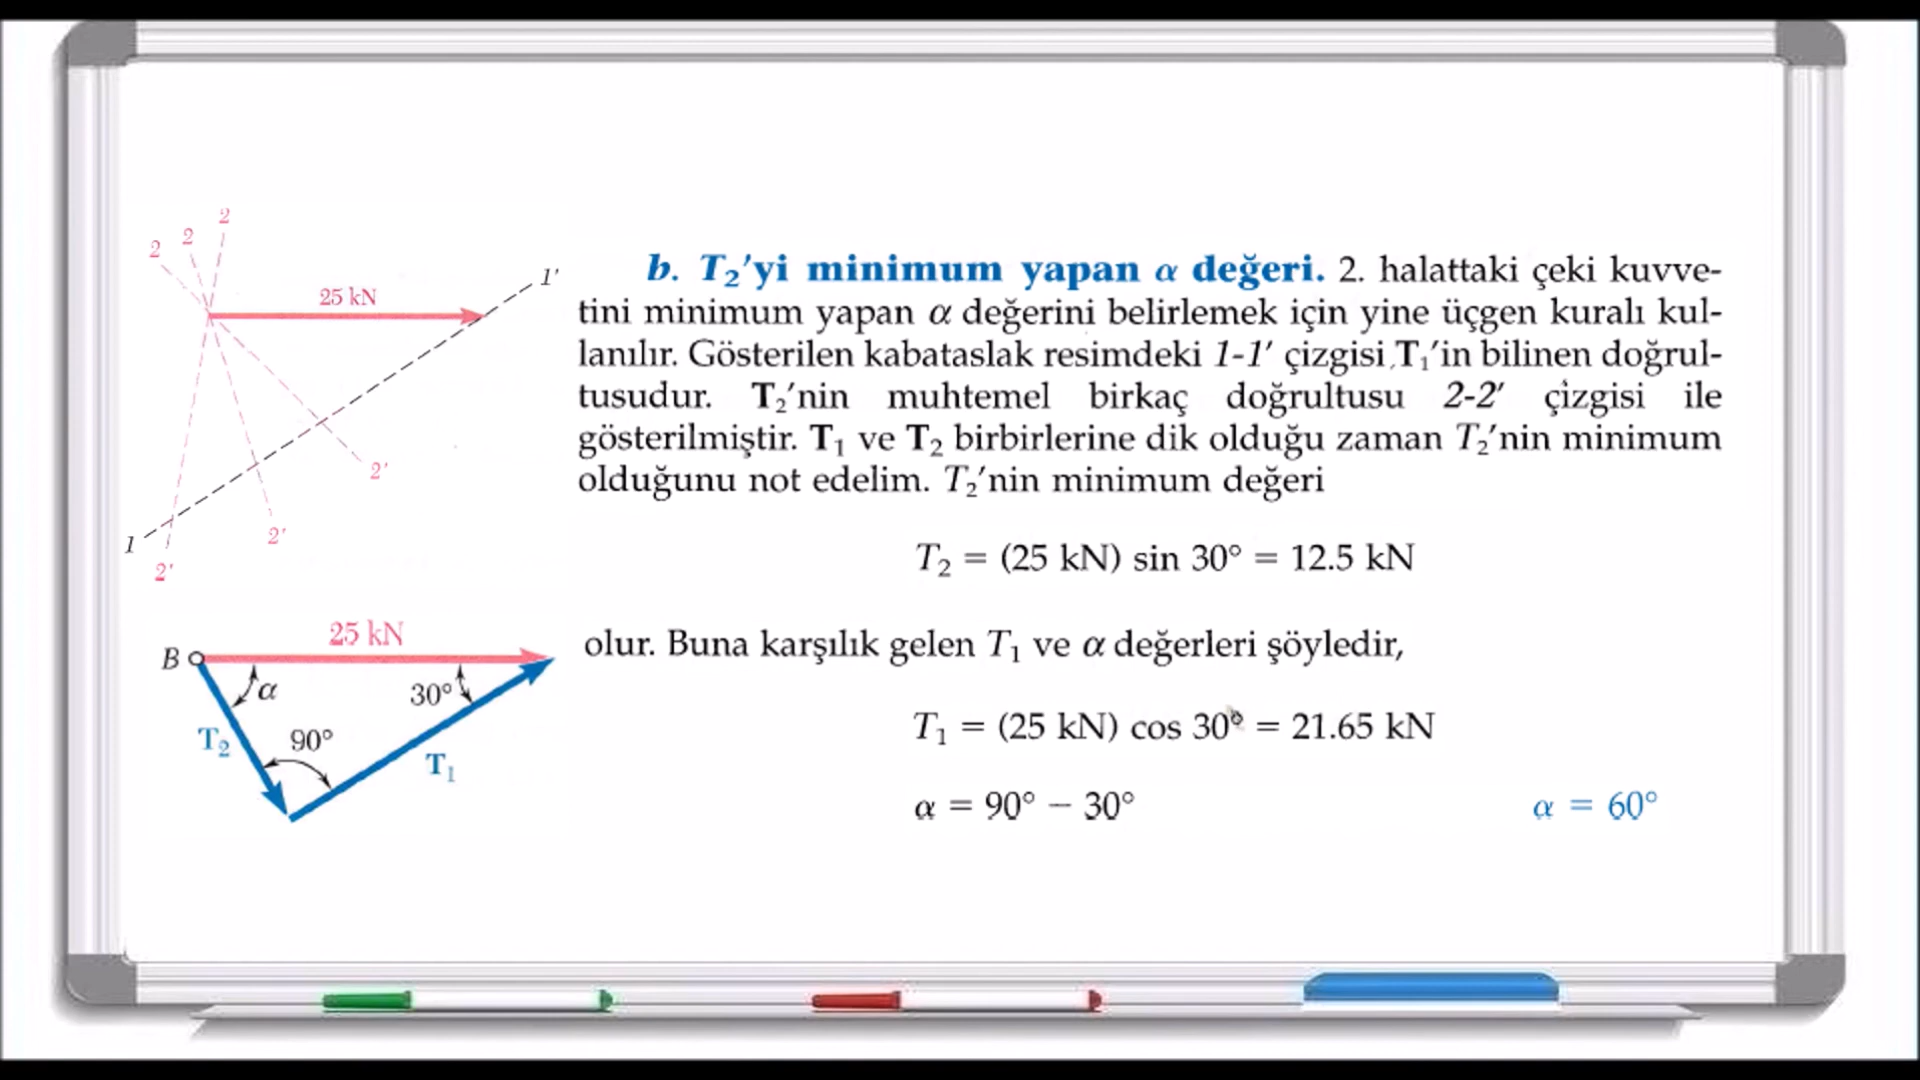 2
2
2
25 kN
1'
2'
2'
1
2'
b. T₂'yi minimum yapan α değeri. 2. halattaki çeki kuvve-
tini minimum yapan α değerini belirlemek için yine üçgen kuralı kul-
lanılır. Gösterilen kabataslak resimdeki 1-1' çizgisi T₁'in bilinen doğrul-
tusudur. T₂'nin muhtemel birkaç doğrultusu 2-2' çizgisi ile
gösterilmiştir. T₁ ve T₂ birbirlerine dik olduğu zaman T₂'nin minimum
olduğunu not edelim. T₂'nin minimum değeri
T₂ = (25 kN) sin 30° = 12.5 kN
25 kN
B
α
30°
T₂
90°
T₁
olur. Buna karşılık gelen T₁ ve α değerleri şöyledir,
T₁ = (25 kN) cos 30° = 21.65 kN
α = 90° − 30°
α = 60°